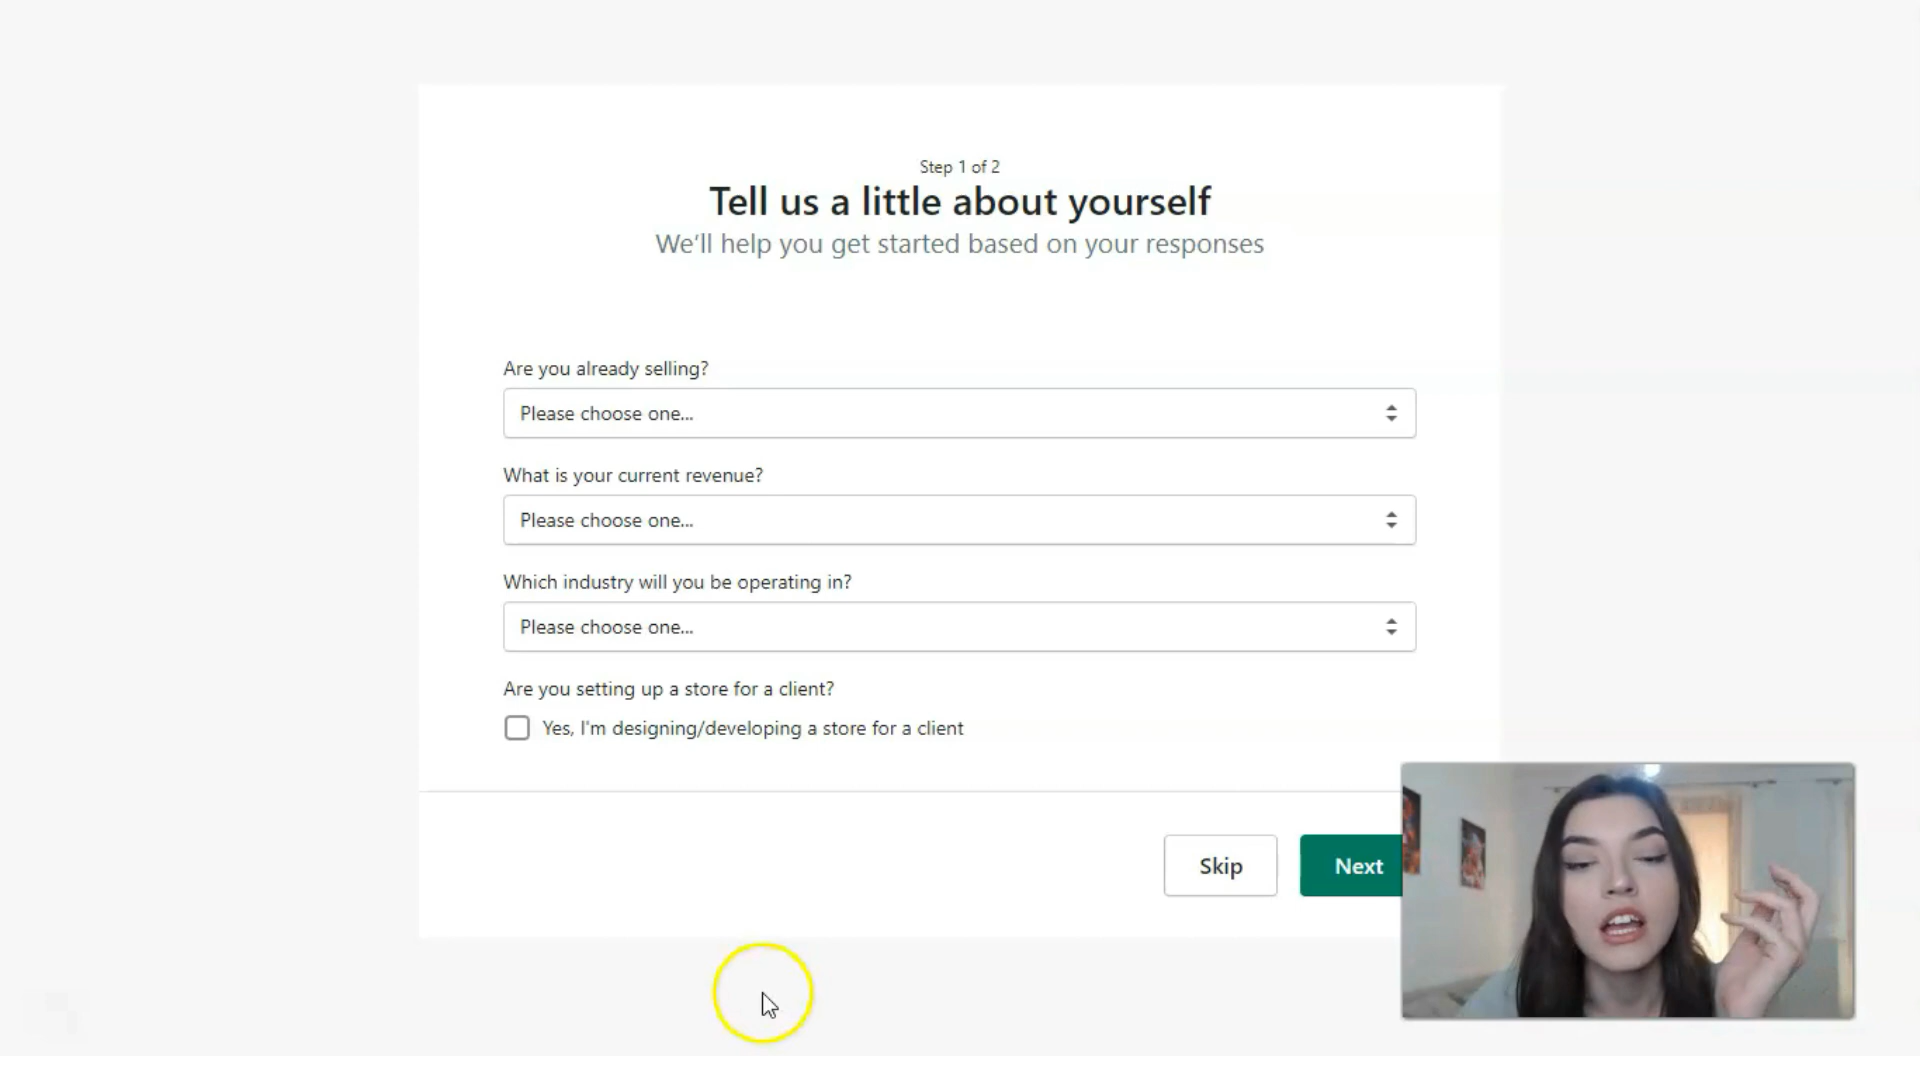 Step 1 of 2
Tell us a little about yourself
We’ll help you get started based on your responses
Are you already selling?
Please choose one...
What is your current revenue?
Please choose one...
Which industry will you be operating in?
Please choose one...
Are you setting up a store for a client?
Yes, I'm designing/developing a store for a client
Skip
Next